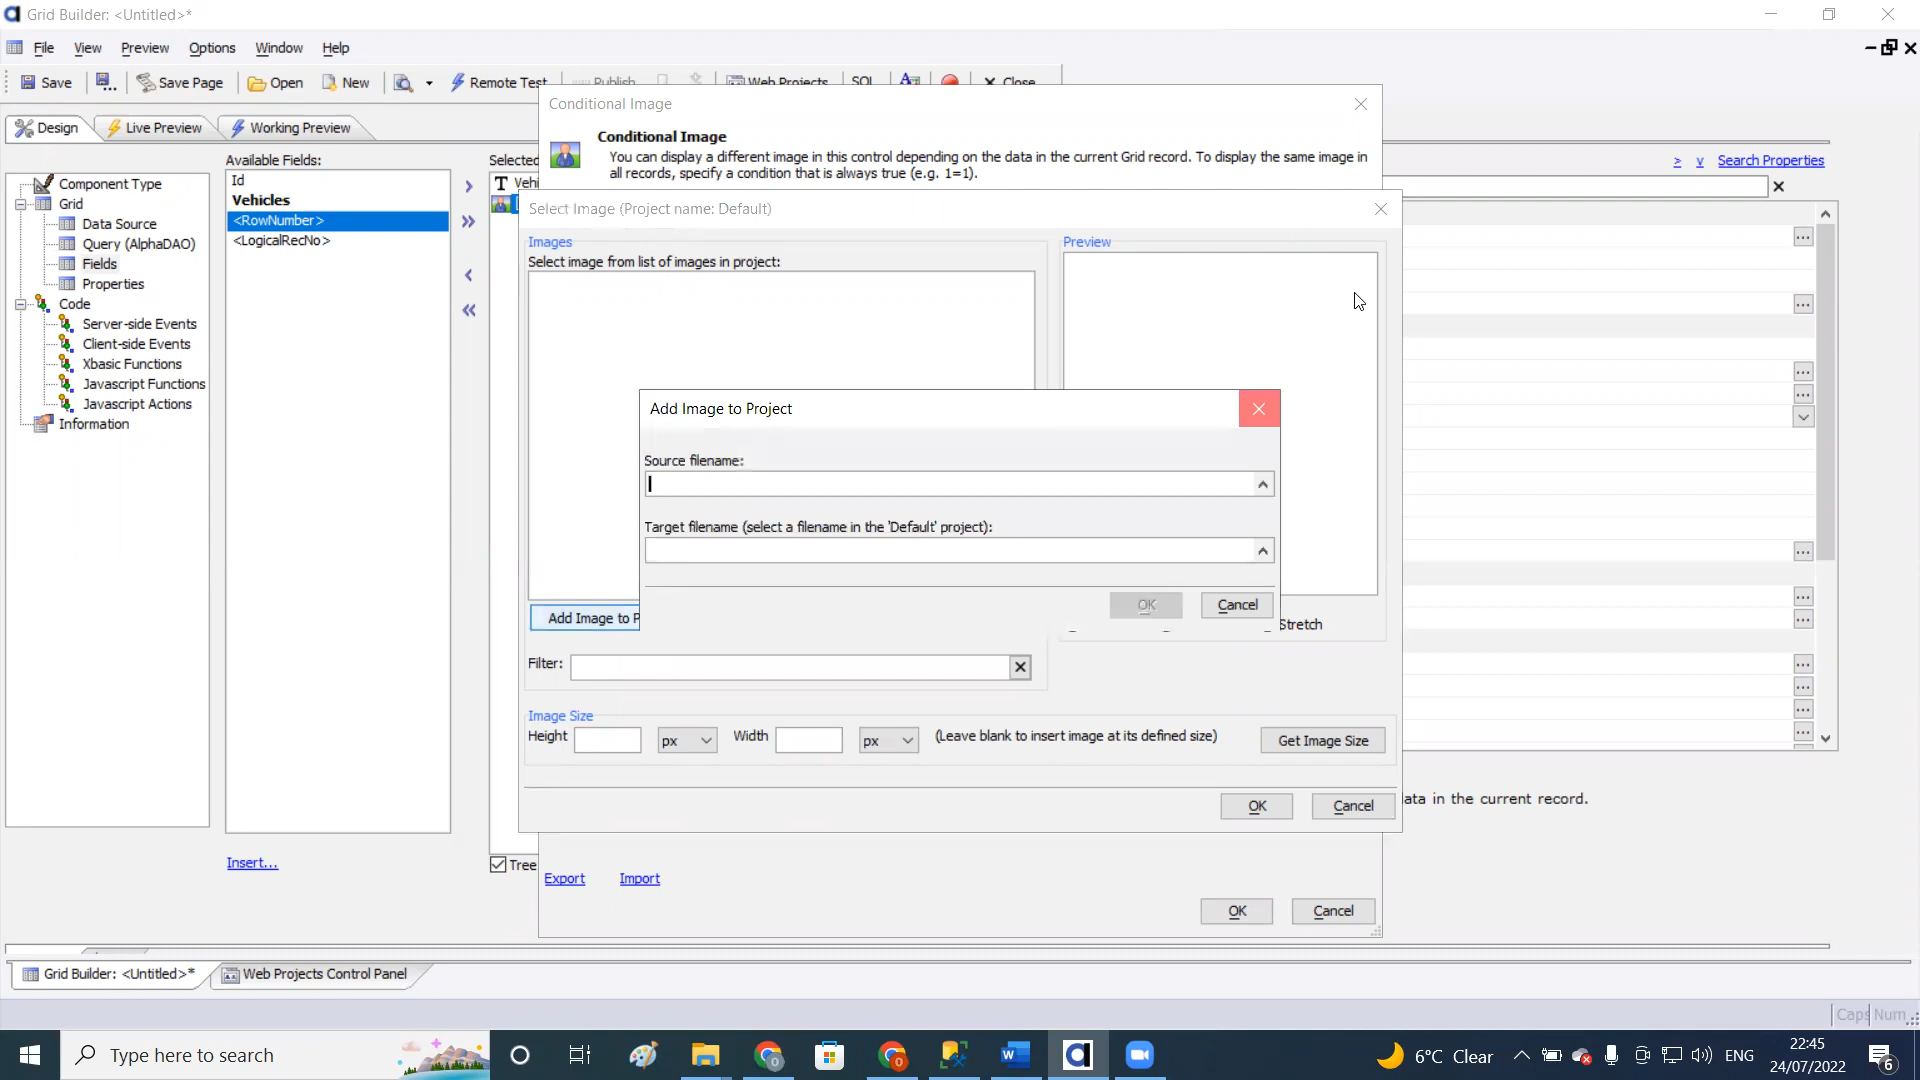 Grid Builder: <Untitled>*
File View Preview Options Window Help
Save Save Page Open New Remote Test Publish Web Projects SQL Close
Design Live Preview Working Preview
Component Type
Grid
Data Source
Query (AlphaDAO)
Fields
Properties
Code
Server-side Events
Client-side Events
Xbasic Functions
Javascript Functions
Javascript Actions
Information
Available Fields:
Id
Vehicles
<RowNumber>
<LogicalRecNo>
Insert...
Selected
Vehi
Tree
> v Search Properties
Conditional Image
Conditional Image
You can display a different image in this control depending on the data in the current Grid record. To display the same image in
all records, specify a condition that is always true (e.g. 1=1).
Select Image (Project name: Default)
Images
Select image from list of images in project:
Preview
Add Image to Project
Source filename:
Target filename (select a filename in the 'Default' project):
OK Cancel
Add Image to P
Stretch
Filter:
Image Size
Height px Width px (Leave blank to insert image at its defined size) Get Image Size
OK Cancel
data in the current record.
Export Import
OK Cancel
Grid Builder: <Untitled>* Web Projects Control Panel
Caps Num
Type here to search
6°C Clear
ENG
22:45
24/07/2022
6